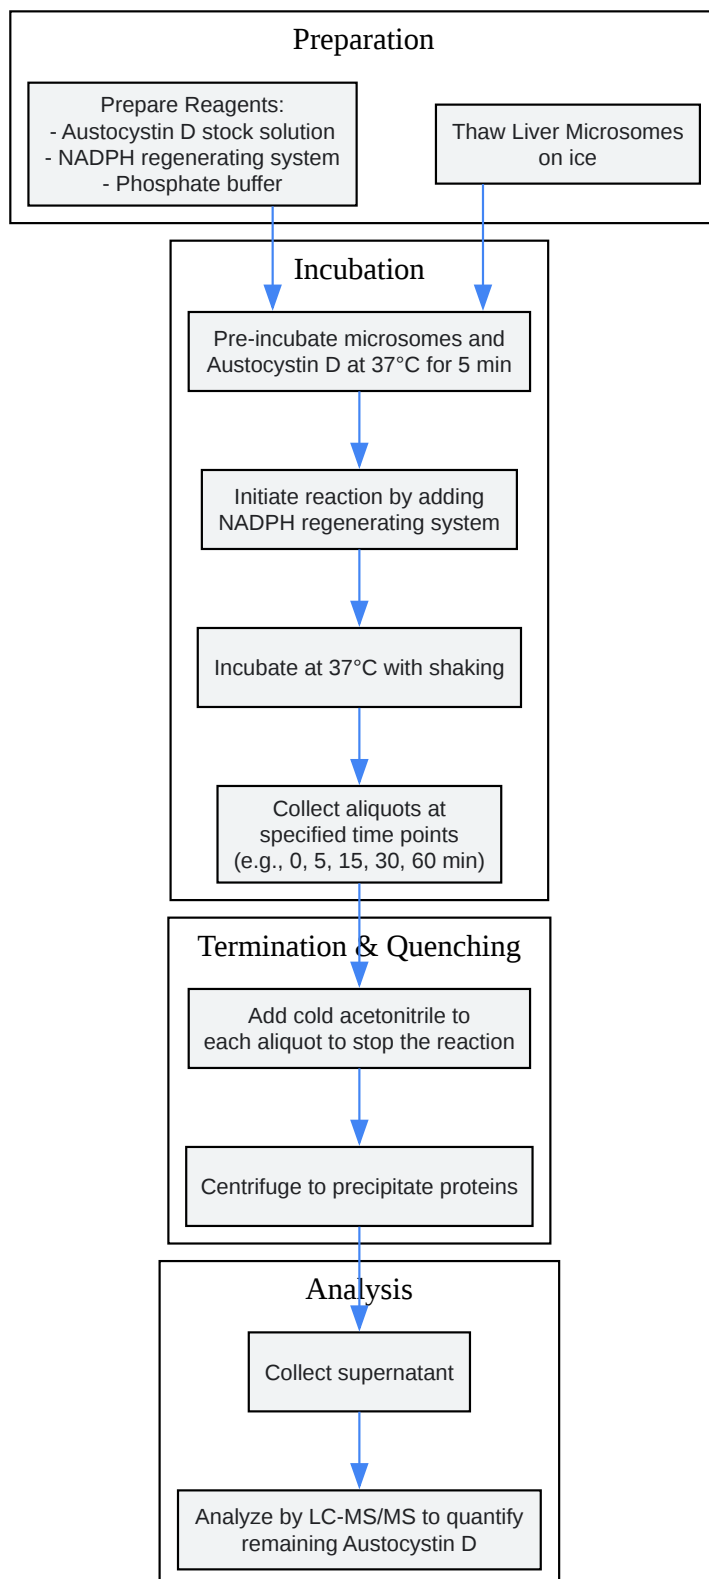 Preparation
Prepare Reagents:
- Austocystin D stock solution
- NADPH regenerating system
- Phosphate buffer
Thaw Liver Microsomes
on ice
Incubation
Pre-incubate microsomes and
Austocystin D at 37°C for 5 min
Initiate reaction by adding
NADPH regenerating system
Incubate at 37°C with shaking
Collect aliquots at
specified time points
(e.g., 0, 5, 15, 30, 60 min)
Termination & Quenching
Add cold acetonitrile to
each aliquot to stop the reaction
Centrifuge to precipitate proteins
Analysis
Collect supernatant
Analyze by LC-MS/MS to quantify
remaining Austocystin D